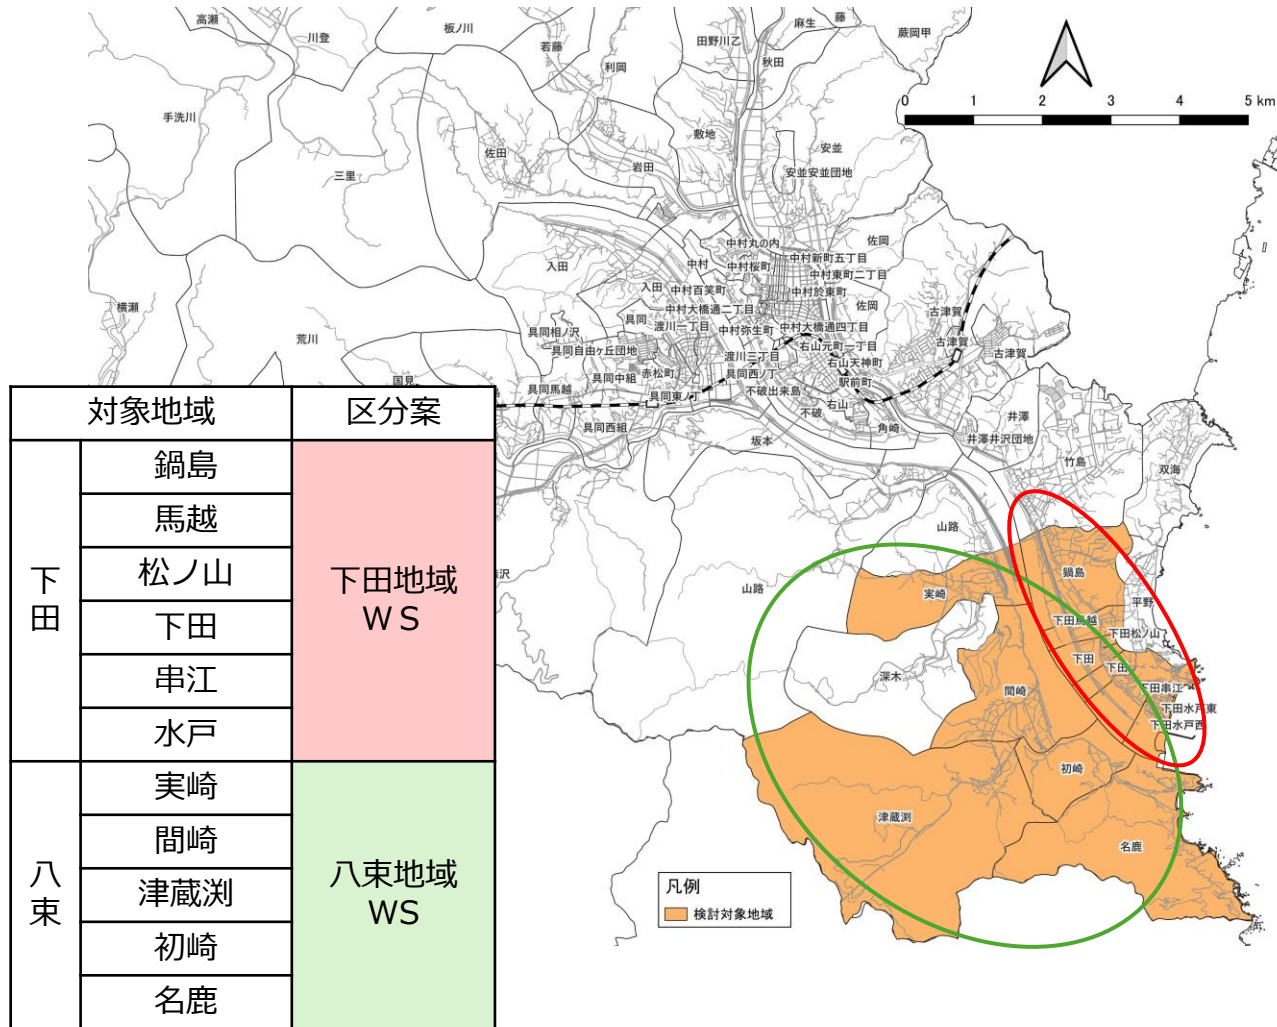 高瀬
川登
板ノ川
若藤
利岡
田野川乙
秋田
麻生
藤
蕨岡甲
手洗川
三里
佐田
岩田
敷地
安並
安並安並団地
0 1 2 3 4 5 km
横瀬
荒川
国見
入田
入田
中村
中村丸の内
中村桜町
中村新町五丁目
中村東町二丁目
中村百笑町
中村於東町
中村大橋通二丁目
佐岡
佐岡
具同
渡川一丁目
中村弥生町
中村大橋通四丁目
具同相ノ沢
具同自由ヶ丘団地
右山元町一丁目
古津賀
古津賀
古津賀
具同中組
赤松町
渡川三丁目
具同西ノ丁
右山天神町
駅前町
具同馬越
具同東ノ丁
不破出来島
不破
右山
具同西組
坂本
角崎
井澤
井澤井沢団地
竹島
双海
山路
山路
実崎
鍋島
平野
下田馬越
下田松ノ山
下田
下田
下田串江
下田水戸東
下田水戸西
深木
間崎
初崎
津蔵渕
名鹿
凡例
検討対象地域
対象地域 区分案
下田
鍋島
馬越
松ノ山
下田
串江
水戸
下田地域
ＷＳ
八束
実崎
間崎
津蔵渕
初崎
名鹿
八束地域
WS